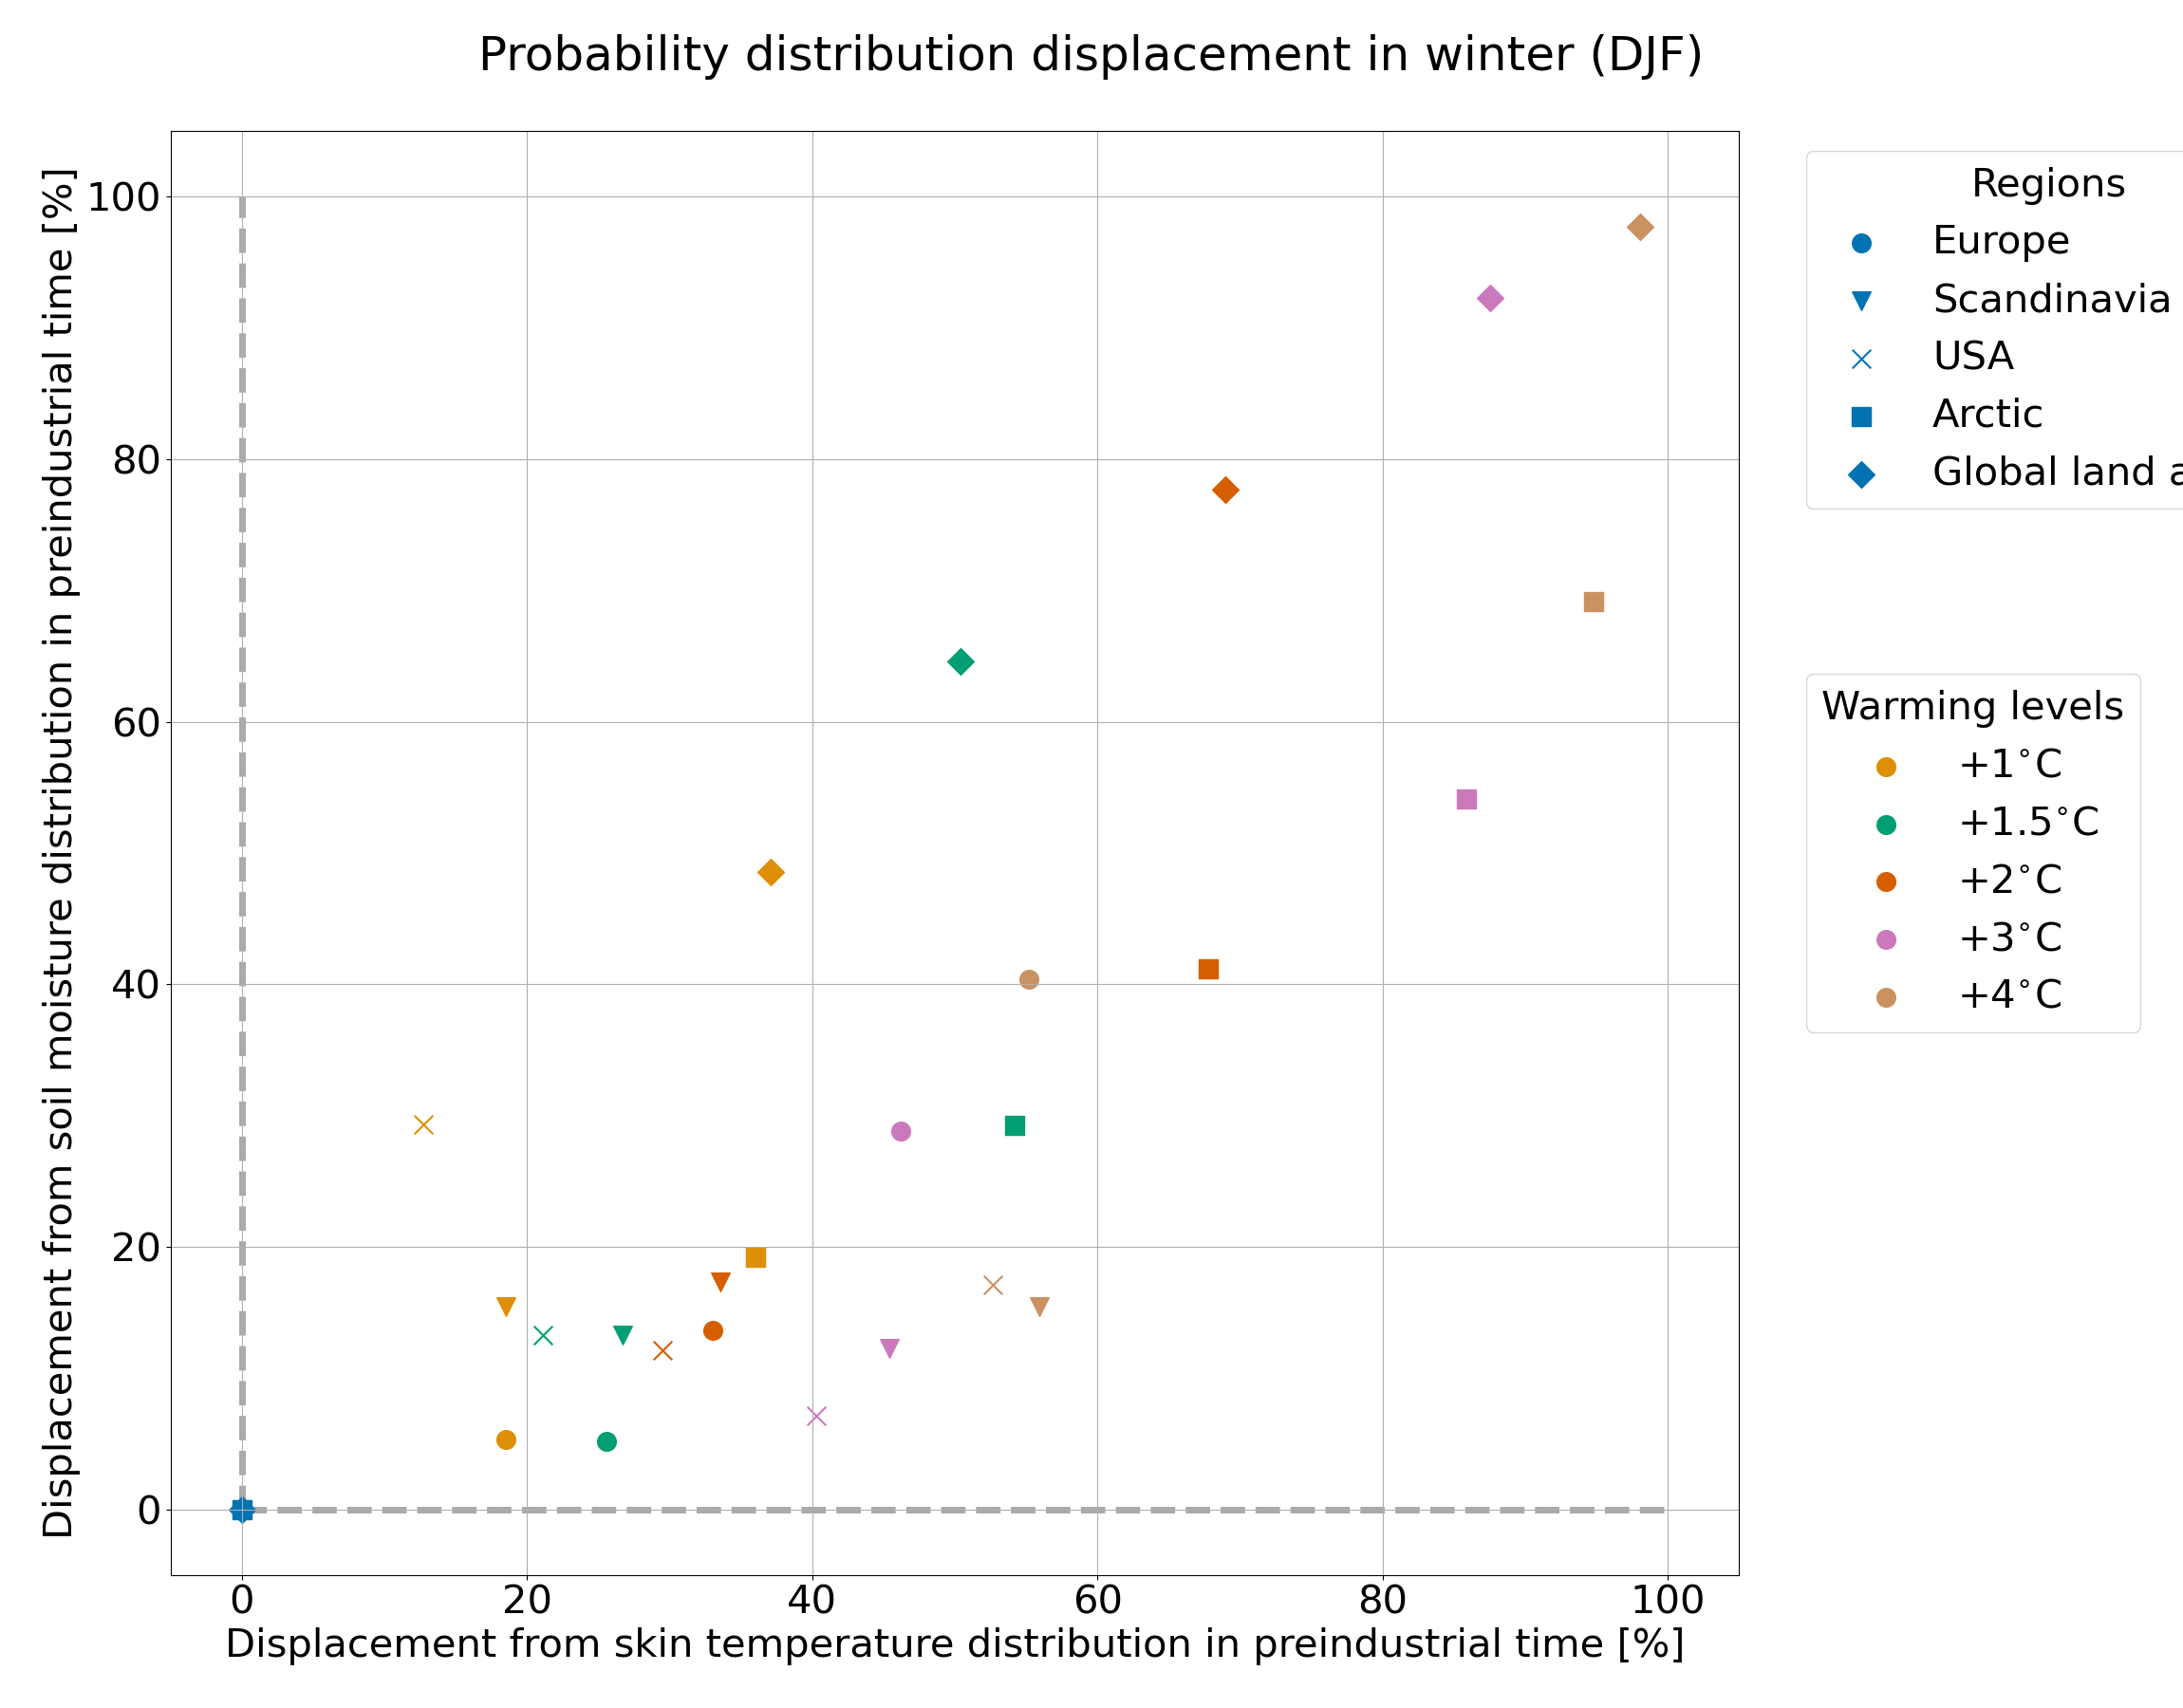 Probability distribution displacement in winter (DJF)
Displacement from soil moisture distribution in preindustrial time [%]
100
80
60
40
20
0
0 20 40 60 80 100
Displacement from skin temperature distribution in preindustrial time [%]
Regions
Europe
Scandinavia
USA
Arctic
Global land a
Warming levels
+1°C
+1.5°C
+2°C
+3°C
+4°C